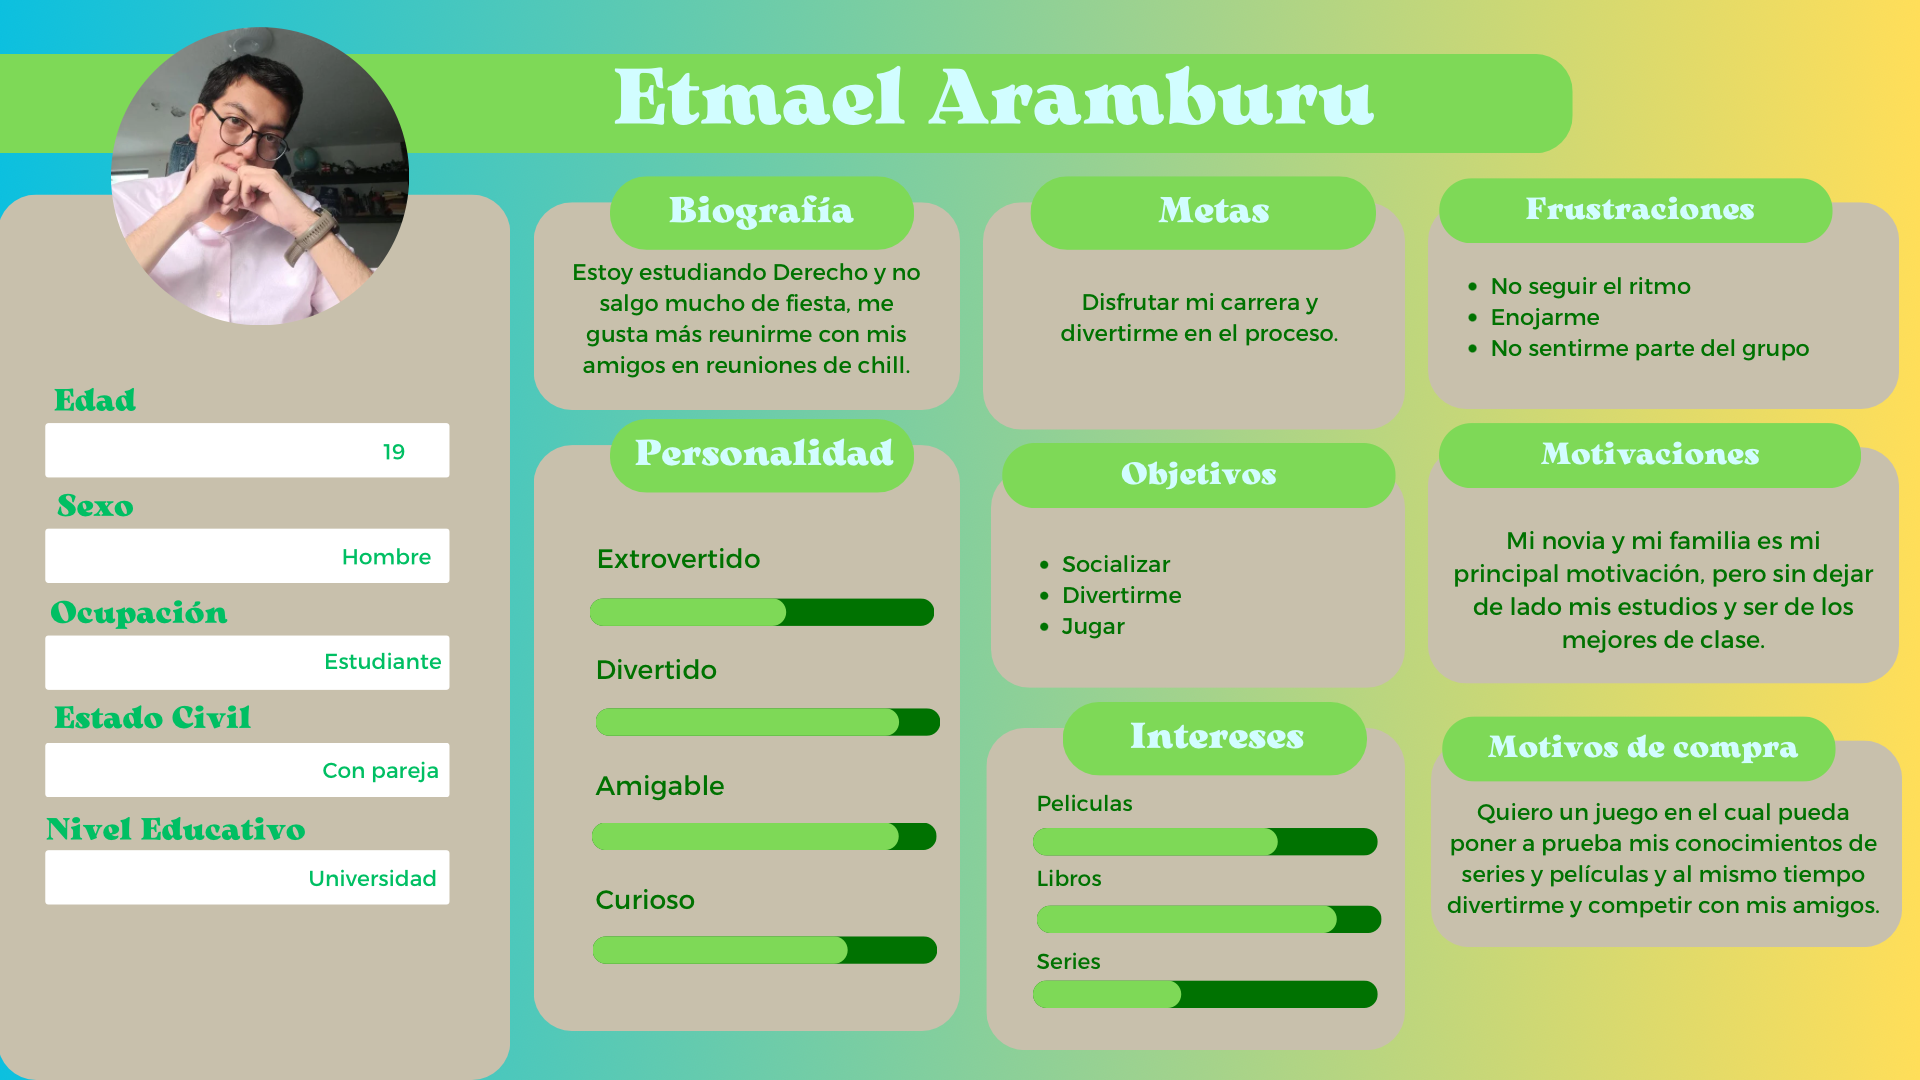 Etmael Aramburu
Edad
19
Sexo
Hombre
Ocupación
Estudiante
Estado Civil
Con pareja
Nivel Educativo
Universidad
Biografía
Estoy estudiando Derecho y no
salgo mucho de fiesta, me
gusta más reunirme con mis
amigos en reuniones de chill.
Personalidad
Extrovertido
Divertido
Amigable
Curioso
Metas
Disfrutar mi carrera y
divertirme en el proceso.
Objetivos
• Socializar
• Divertirme
• Jugar
Intereses
Peliculas
Libros
Series
Frustraciones
• No seguir el ritmo
• Enojarme
• No sentirme parte del grupo
Motivaciones
Mi novia y mi familia es mi
principal motivación, pero sin dejar
de lado mis estudios y ser de los
mejores de clase.
Motivos de compra
Quiero un juego en el cual pueda
poner a prueba mis conocimientos de
series y películas y al mismo tiempo
divertirme y competir con mis amigos.